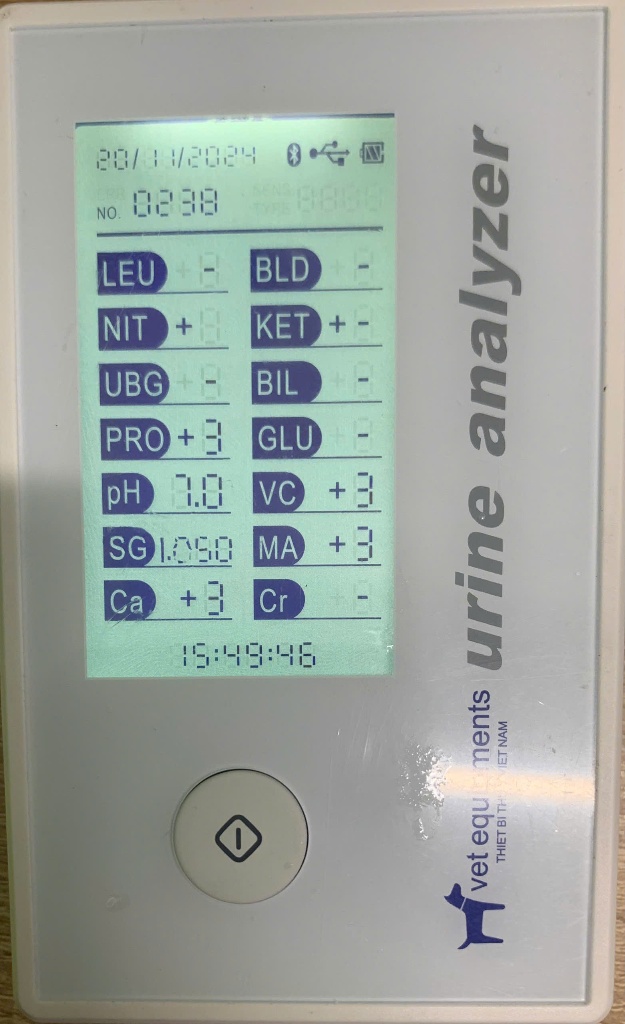 20/11/2024
NO. 0238
LEU - BLD -
NIT + KET + -
UBG - BIL -
PRO + 3 GLU -
pH 7.0 VC + 3
SG 1.050 MA + 3
Ca + 3 Cr -
15:49:46
urine analyzer
vet equipments
THIET BI VIET NAM